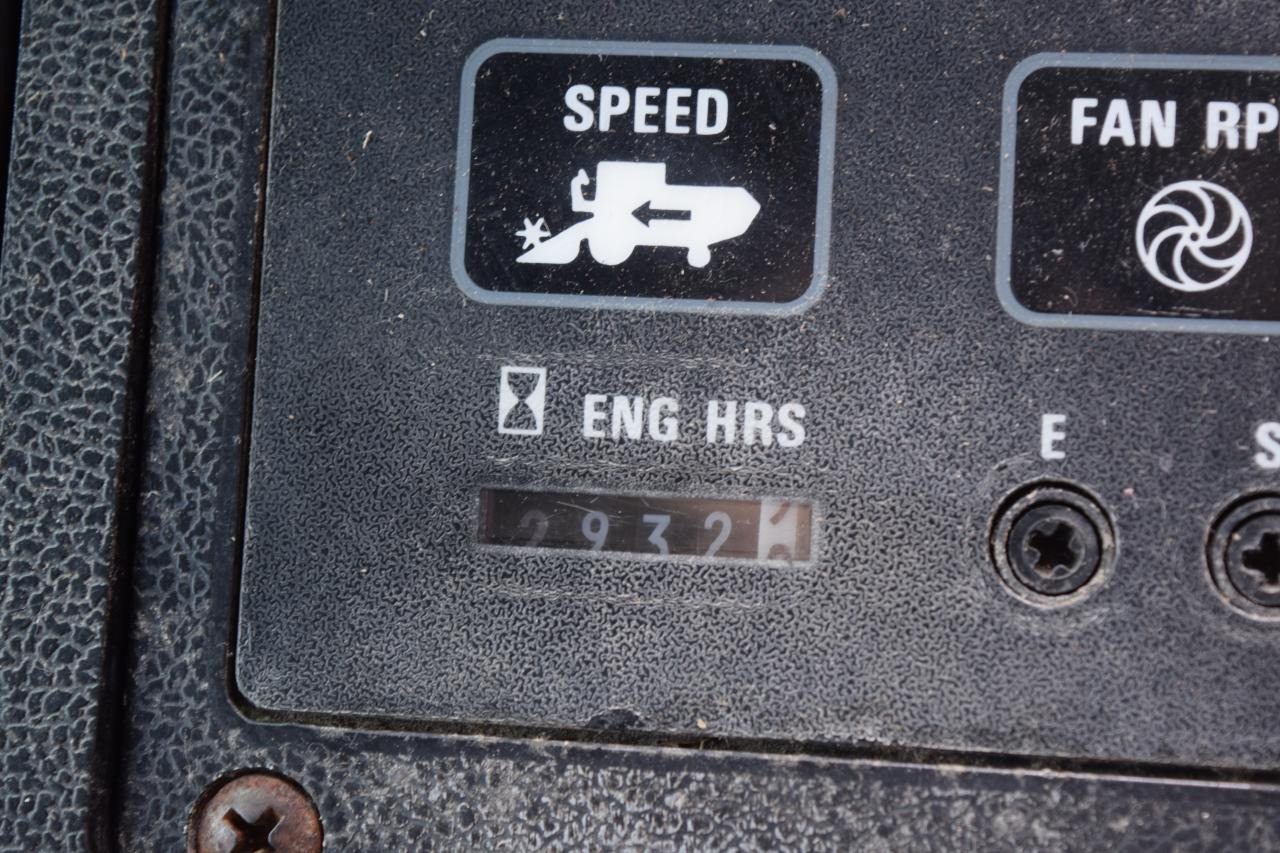 SPEED
FAN RP
ENG HRS
2932
E
S